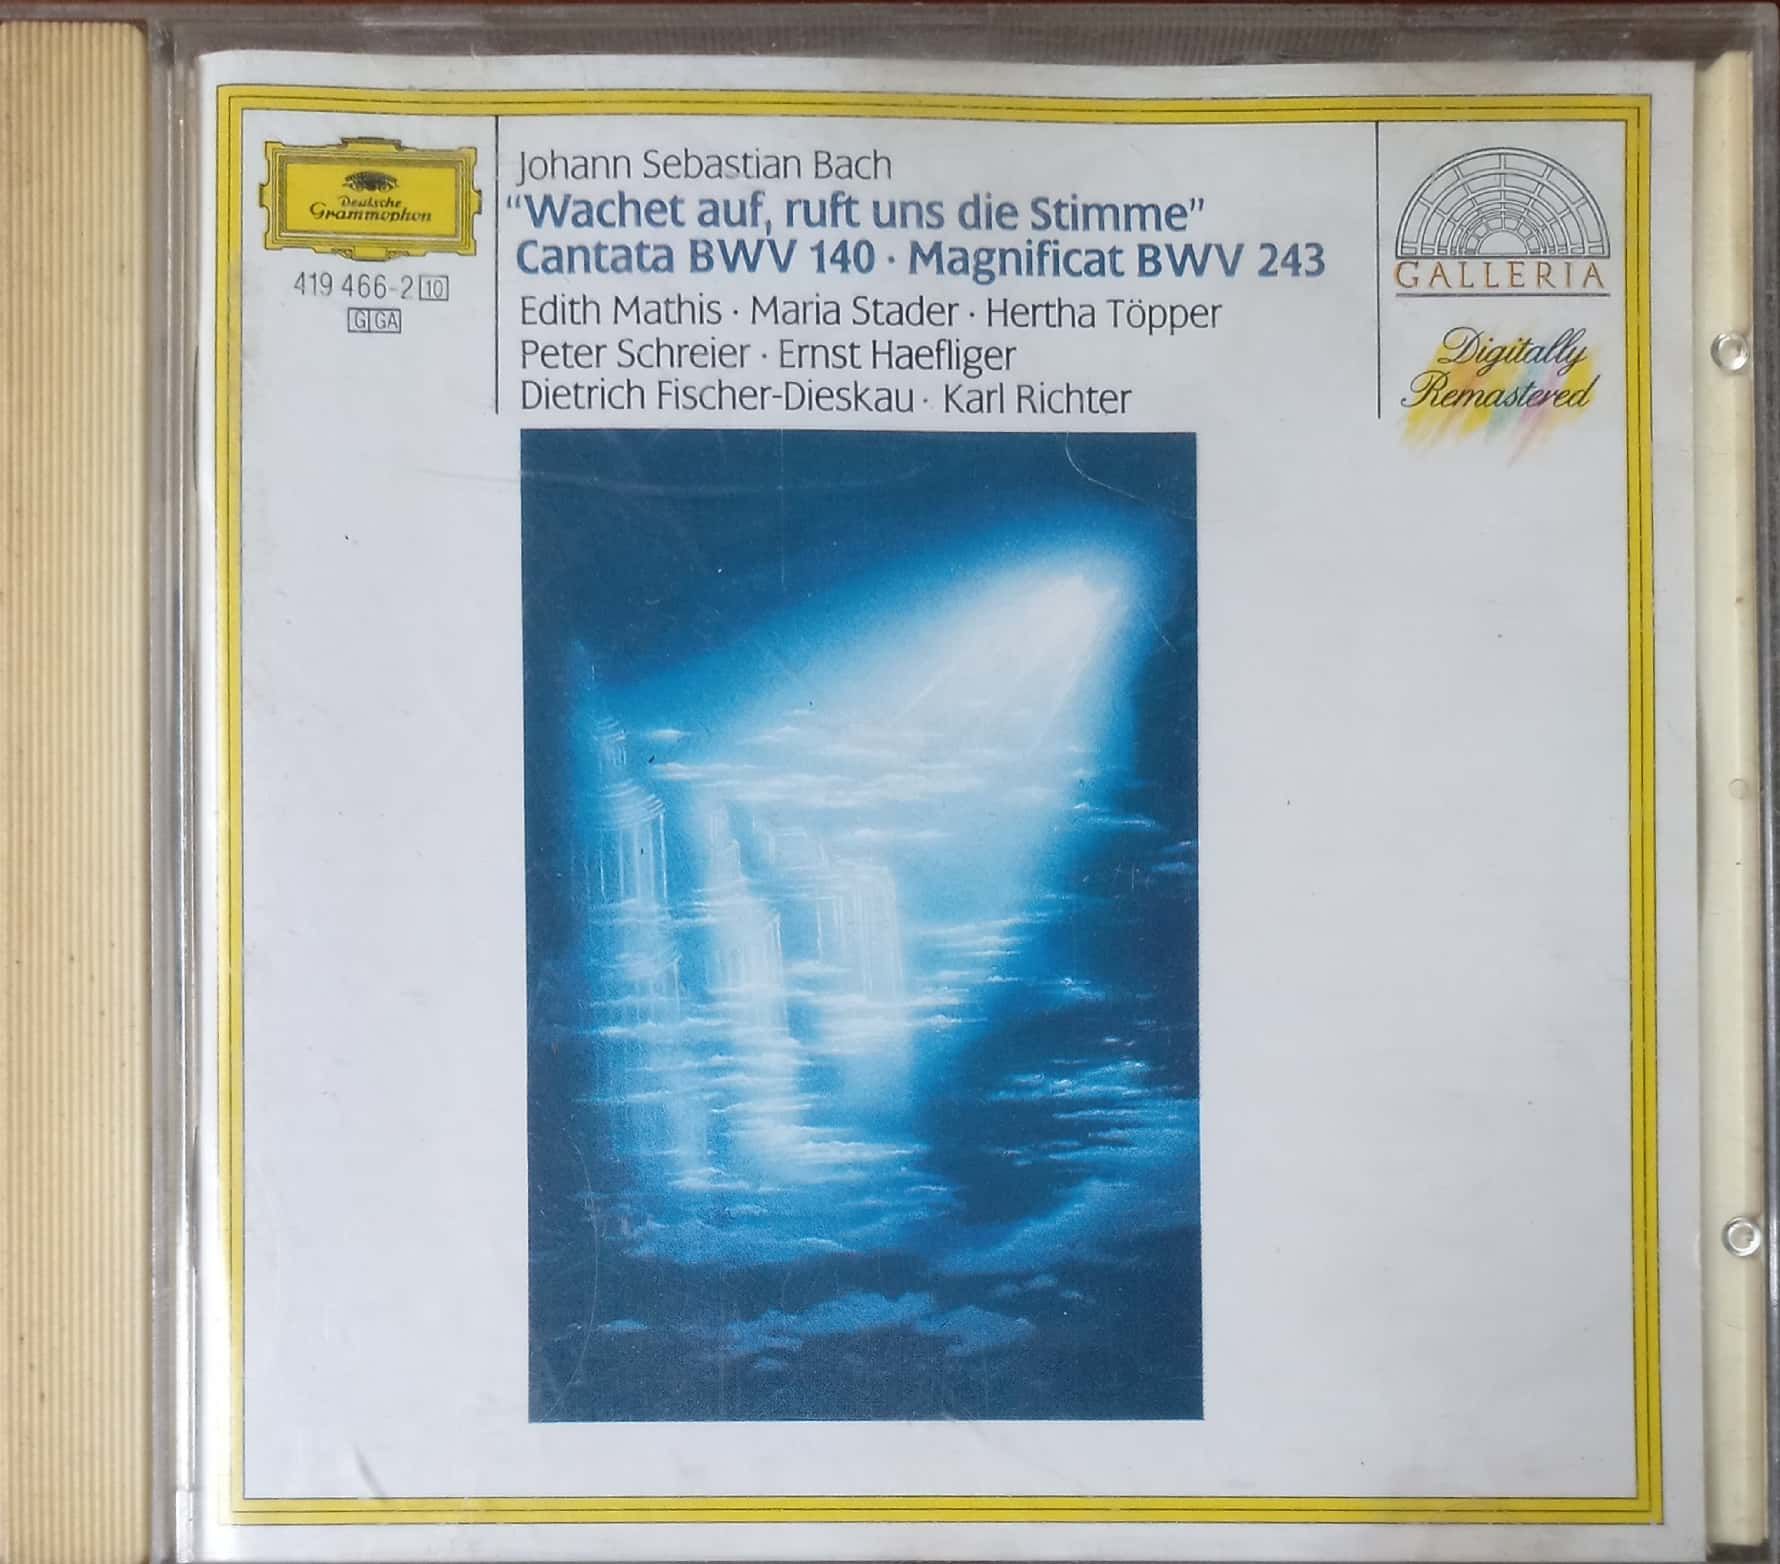 Deutsche
Grammophon
419 466-2 10
G GA
Johann Sebastian Bach
“Wachet auf, ruft uns die Stimme”
Cantata BWV 140 · Magnificat BWV 243
Edith Mathis · Maria Stader · Hertha Töpper
Peter Schreier · Ernst Haefliger
Dietrich Fischer-Dieskau · Karl Richter
GALLERIA
Digitally
Remastered